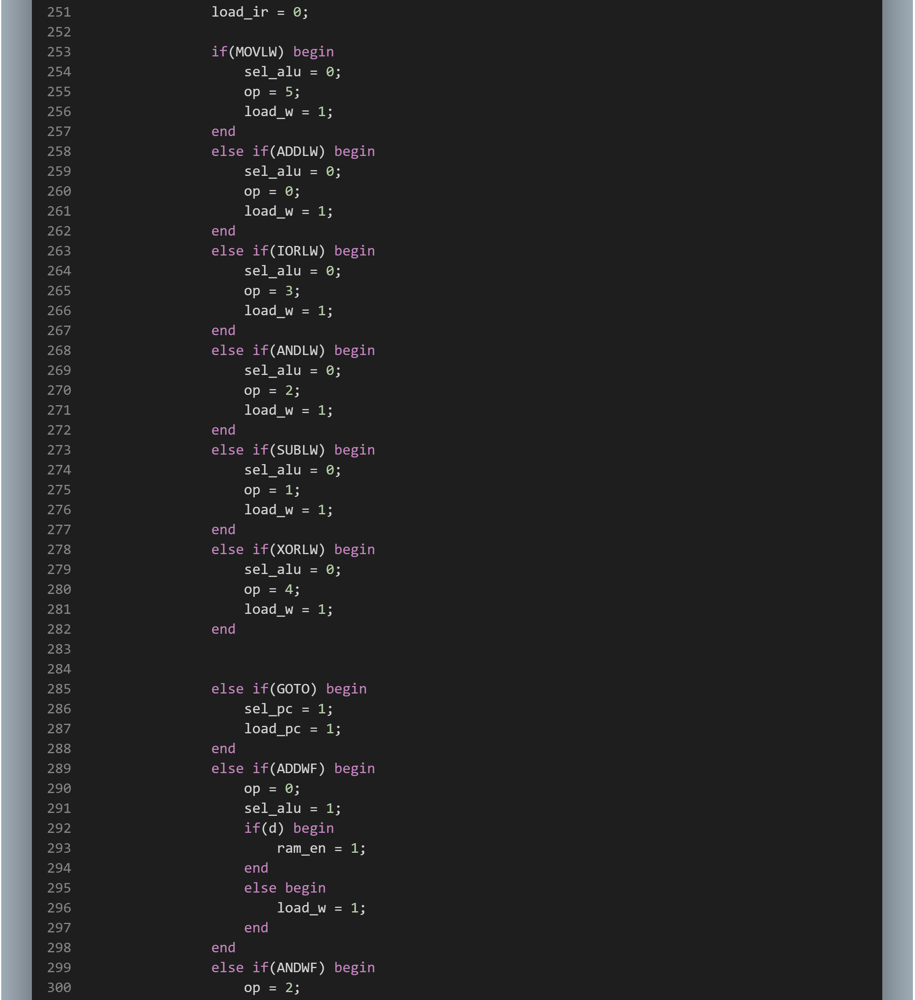 251 load_ir = 0;
252
253 if(MOVLW) begin
254 sel_alu = 0;
255 op = 5;
256 load_w = 1;
257 end
258 else if(ADDLW) begin
259 sel_alu = 0;
260 op = 0;
261 load_w = 1;
262 end
263 else if(IORLW) begin
264 sel_alu = 0;
265 op = 3;
266 load_w = 1;
267 end
268 else if(ANDLW) begin
269 sel_alu = 0;
270 op = 2;
271 load_w = 1;
272 end
273 else if(SUBLW) begin
274 sel_alu = 0;
275 op = 1;
276 load_w = 1;
277 end
278 else if(XORLW) begin
279 sel_alu = 0;
280 op = 4;
281 load_w = 1;
282 end
283
284
285 else if(GOTO) begin
286 sel_pc = 1;
287 load_pc = 1;
288 end
289 else if(ADDWF) begin
290 op = 0;
291 sel_alu = 1;
292 if(d) begin
293 ram_en = 1;
294 end
295 else begin
296 load_w = 1;
297 end
298 end
299 else if(ANDWF) begin
300 op = 2;